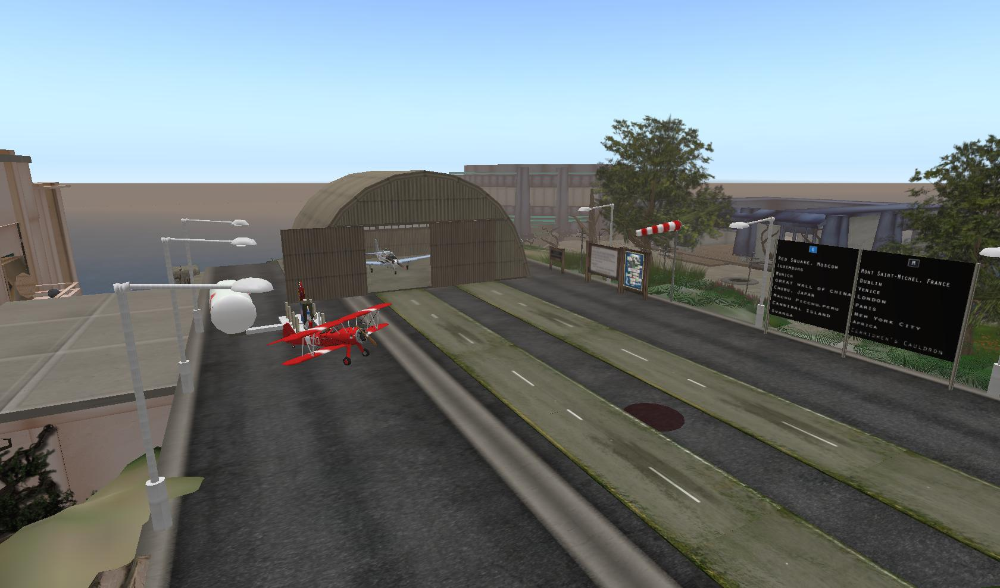 G
Red Square, Moscow
Luxembourg
Munich
Great Wall of China
Chubu, Japan
Machu Picchu, Peru
Cannibal Island
Svarga
M
Mont Saint-Michel, France
Dublin
Venice
London
Paris
New York City
Africa
Cerridwen's Cauldron